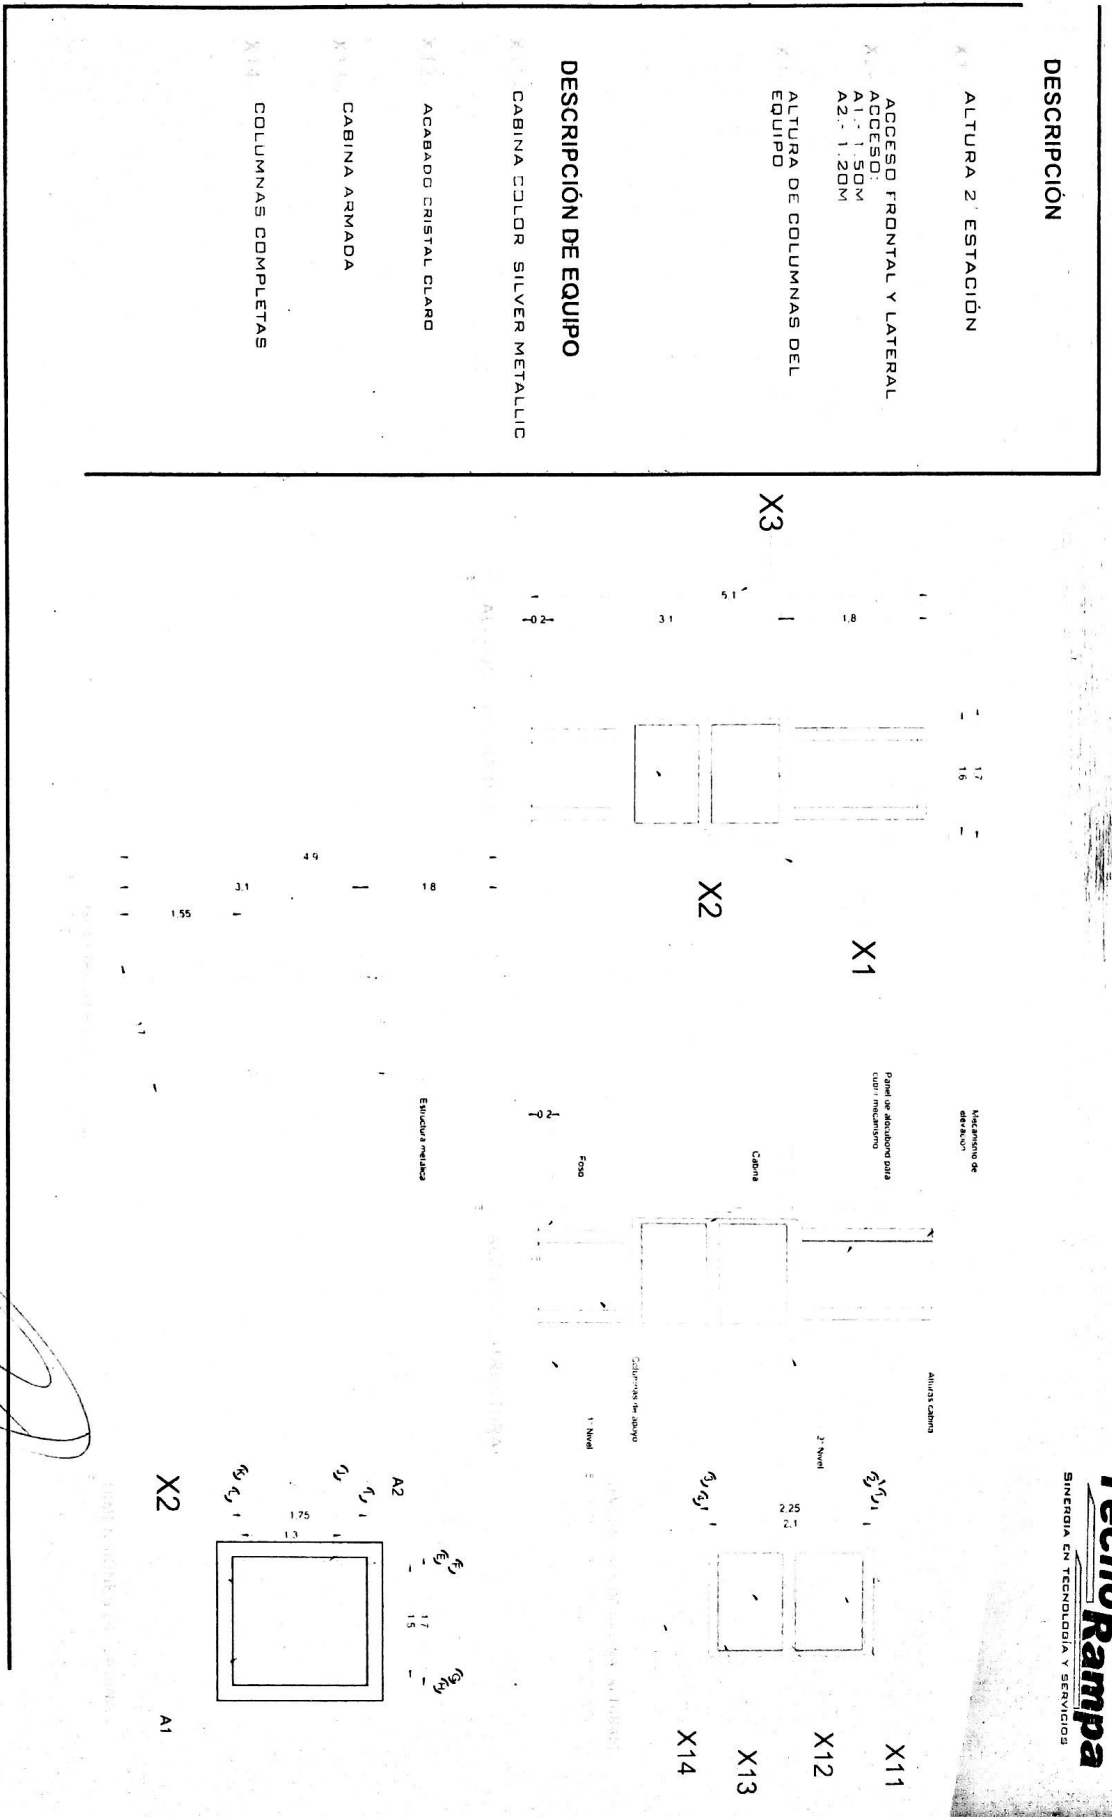 TecnoRampa
SINERGIA EN TECNOLOGÍA Y SERVICIOS
DESCRIPCIÓN
ALTURA 2ª ESTACIÓN
ACCESO FRONTAL Y LATERAL
ACCESO:
A1.- 1.50M
A2.- 1.20M
ALTURA DE COLUMNAS DEL
EQUIPO
DESCRIPCIÓN DE EQUIPO
CABINA COLOR SILVER METALLIC
ACABADO CRISTAL CLARO
CABINA ARMADA
COLUMNAS COMPLETAS
1.7
1.6
1.8
5.1
3.1
0.2
X3
X2
X1
Mecanismo de
elevación
Panel de alocubond para
cubrir mecanismo
Cabina
Foso
0.2
Alturas cabina
2° Nivel
Columnas de apoyo
1° Nivel
2.25
2.1
X11
X12
X13
X14
4.9
1.8
3.1
1.55
1.7
Estructura metálica
A2
1.7
1.5
1.75
1.3
X2
A1